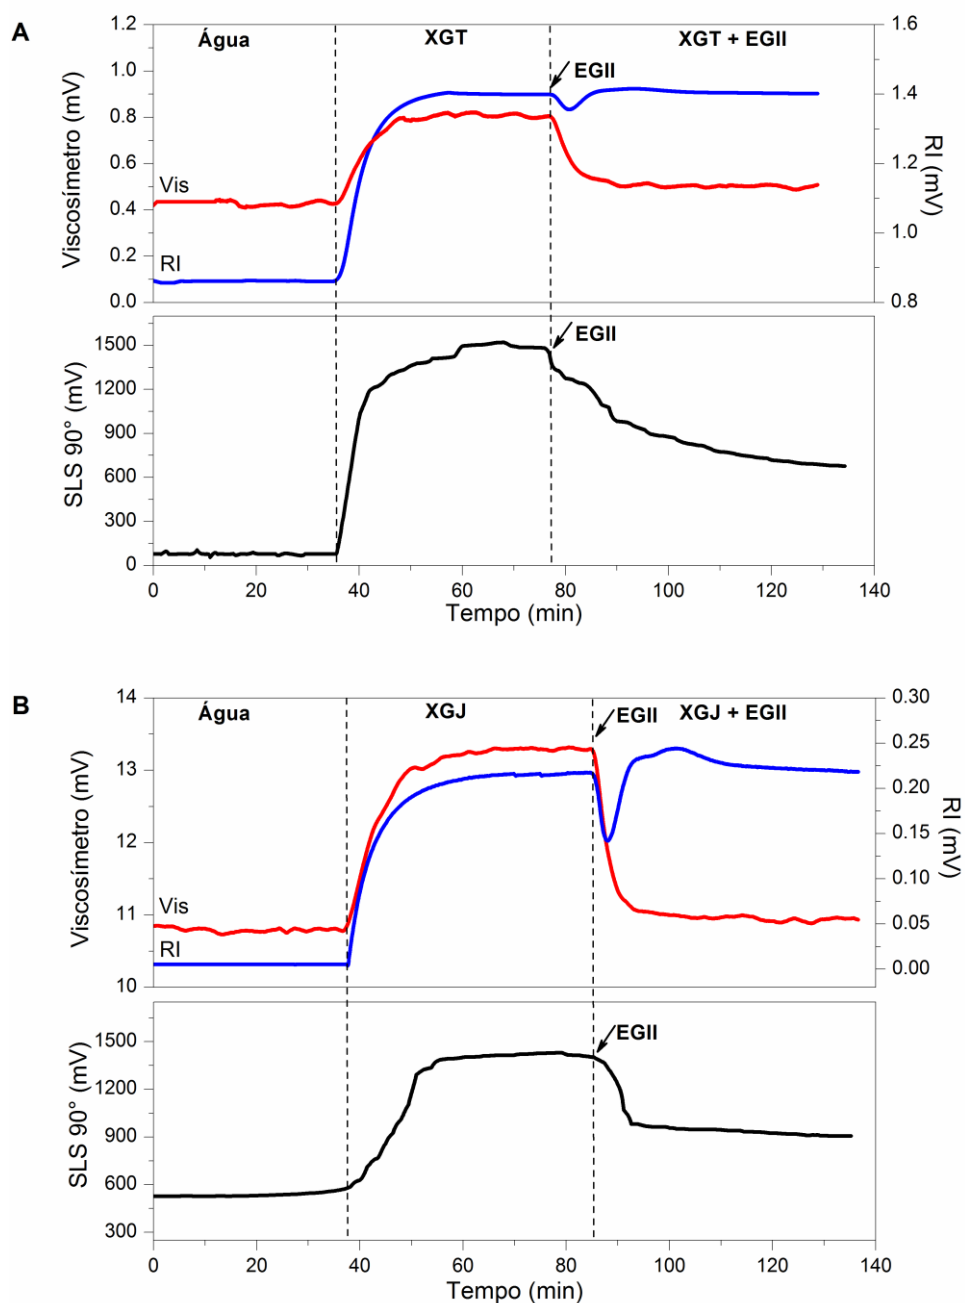 A
Água
XGT
XGT + EGII
EGII
Vis
RI
Viscosímetro (mV)
0.0
0.2
0.4
0.6
0.8
1.0
1.2
RI (mV)
0.8
1.0
1.2
1.4
1.6
EGII
SLS 90° (mV)
0
300
600
900
1200
1500
0 20 40 60 80 100 120 140
Tempo (min)
B
Água
XGJ
EGII
XGJ + EGII
Vis
RI
Viscosímetro (mV)
10
11
12
13
14
RI (mV)
0.00
0.05
0.10
0.15
0.20
0.25
0.30
EGII
SLS 90° (mV)
300
600
900
1200
1500
0 20 40 60 80 100 120 140
Tempo (min)